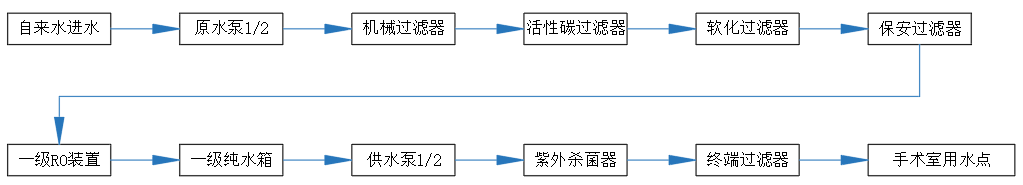 自来水进水
原水泵1/2
机械过滤器
活性碳过滤器
软化过滤器
保安过滤器
一级RO装置
一级纯水箱
供水泵1/2
紫外杀菌器
终端过滤器
手术室用水点